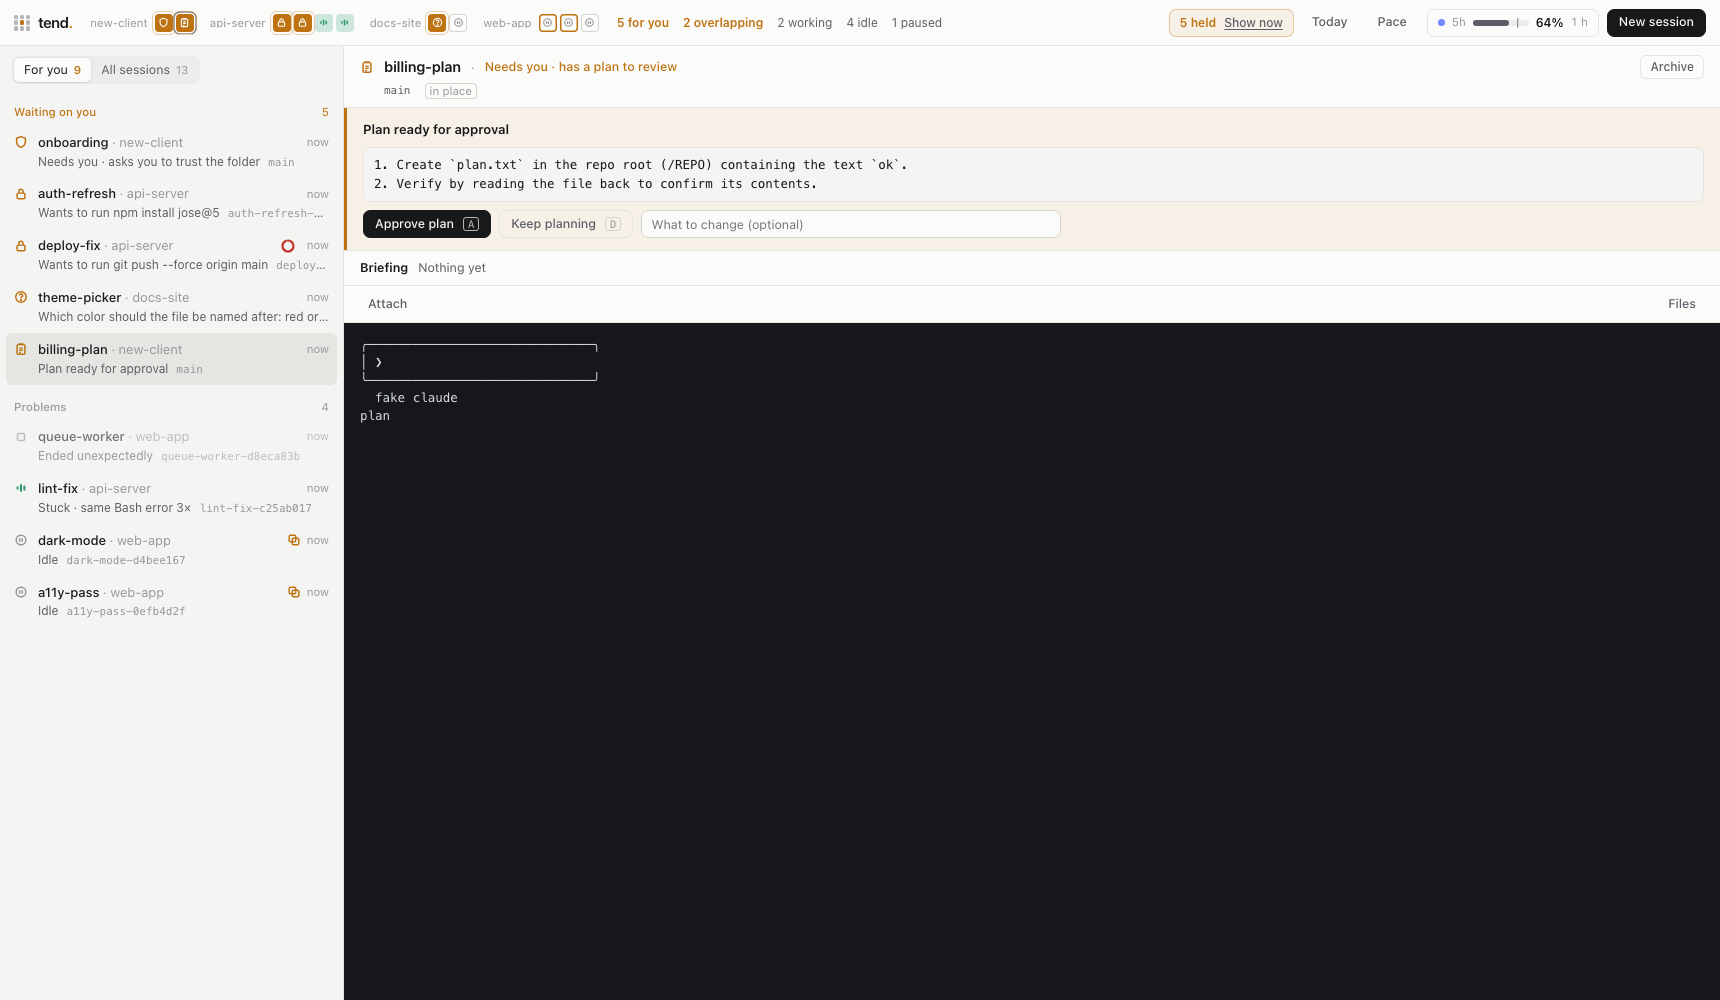 tend. new-client api-server docs-site web-app 5 for you 2 overlapping 2 working 4 idle 1 paused 5 held Show now Today Pace 5h 64% 1 h New session
For you 9 All sessions 13
Waiting on you 5
onboarding · new-client now
Needs you · asks you to trust the folder main
auth-refresh · api-server now
Wants to run npm install jose@5 auth-refresh-…
deploy-fix · api-server now
Wants to run git push --force origin main deploy…
theme-picker · docs-site now
Which color should the file be named after: red or…
billing-plan · new-client now
Plan ready for approval main
Problems 4
queue-worker · web-app now
Ended unexpectedly queue-worker-d8eca83b
lint-fix · api-server now
Stuck · same Bash error 3× lint-fix-c25ab017
dark-mode · web-app now
Idle dark-mode-d4bee167
a11y-pass · web-app now
Idle a11y-pass-0efb4d2f
billing-plan · Needs you · has a plan to review Archive
main in place
Plan ready for approval
1. Create `plan.txt` in the repo root (/REPO) containing the text `ok`.
2. Verify by reading the file back to confirm its contents.
Approve plan A Keep planning D What to change (optional)
Briefing Nothing yet
Attach Files
❯
fake claude
plan